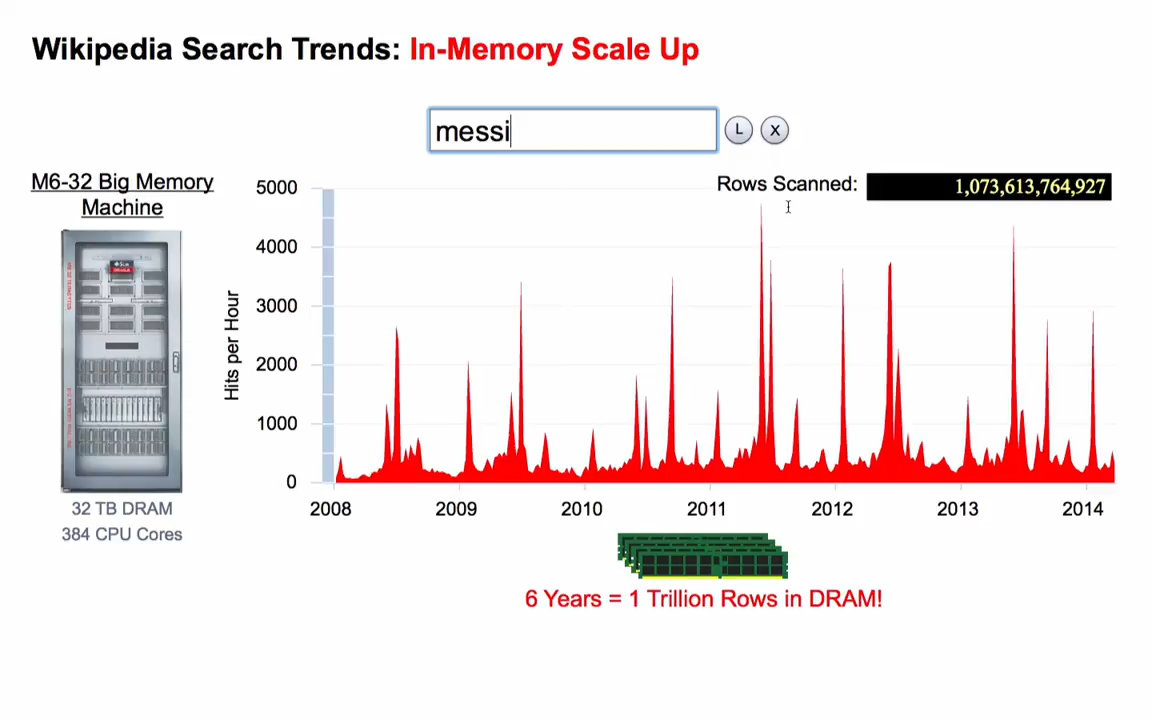 Wikipedia Search Trends: In-Memory Scale Up
messi
L
X
M6-32 Big Memory
Machine
Rows Scanned:
1,073,613,764,927
Hits per Hour
5000
4000
3000
2000
1000
0
2008
2009
2010
2011
2012
2013
2014
32 TB DRAM
384 CPU Cores
6 Years = 1 Trillion Rows in DRAM!